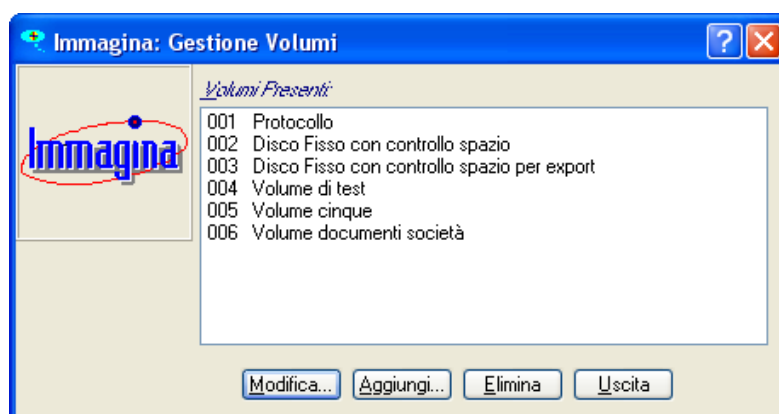 Immagina: Gestione Volumi
Immagina
Volumi Presenti:
001 Protocollo
002 Disco Fisso con controllo spazio
003 Disco Fisso con controllo spazio per export
004 Volume di test
005 Volume cinque
006 Volume documenti società
Modifica... Aggiungi... Elimina Uscita